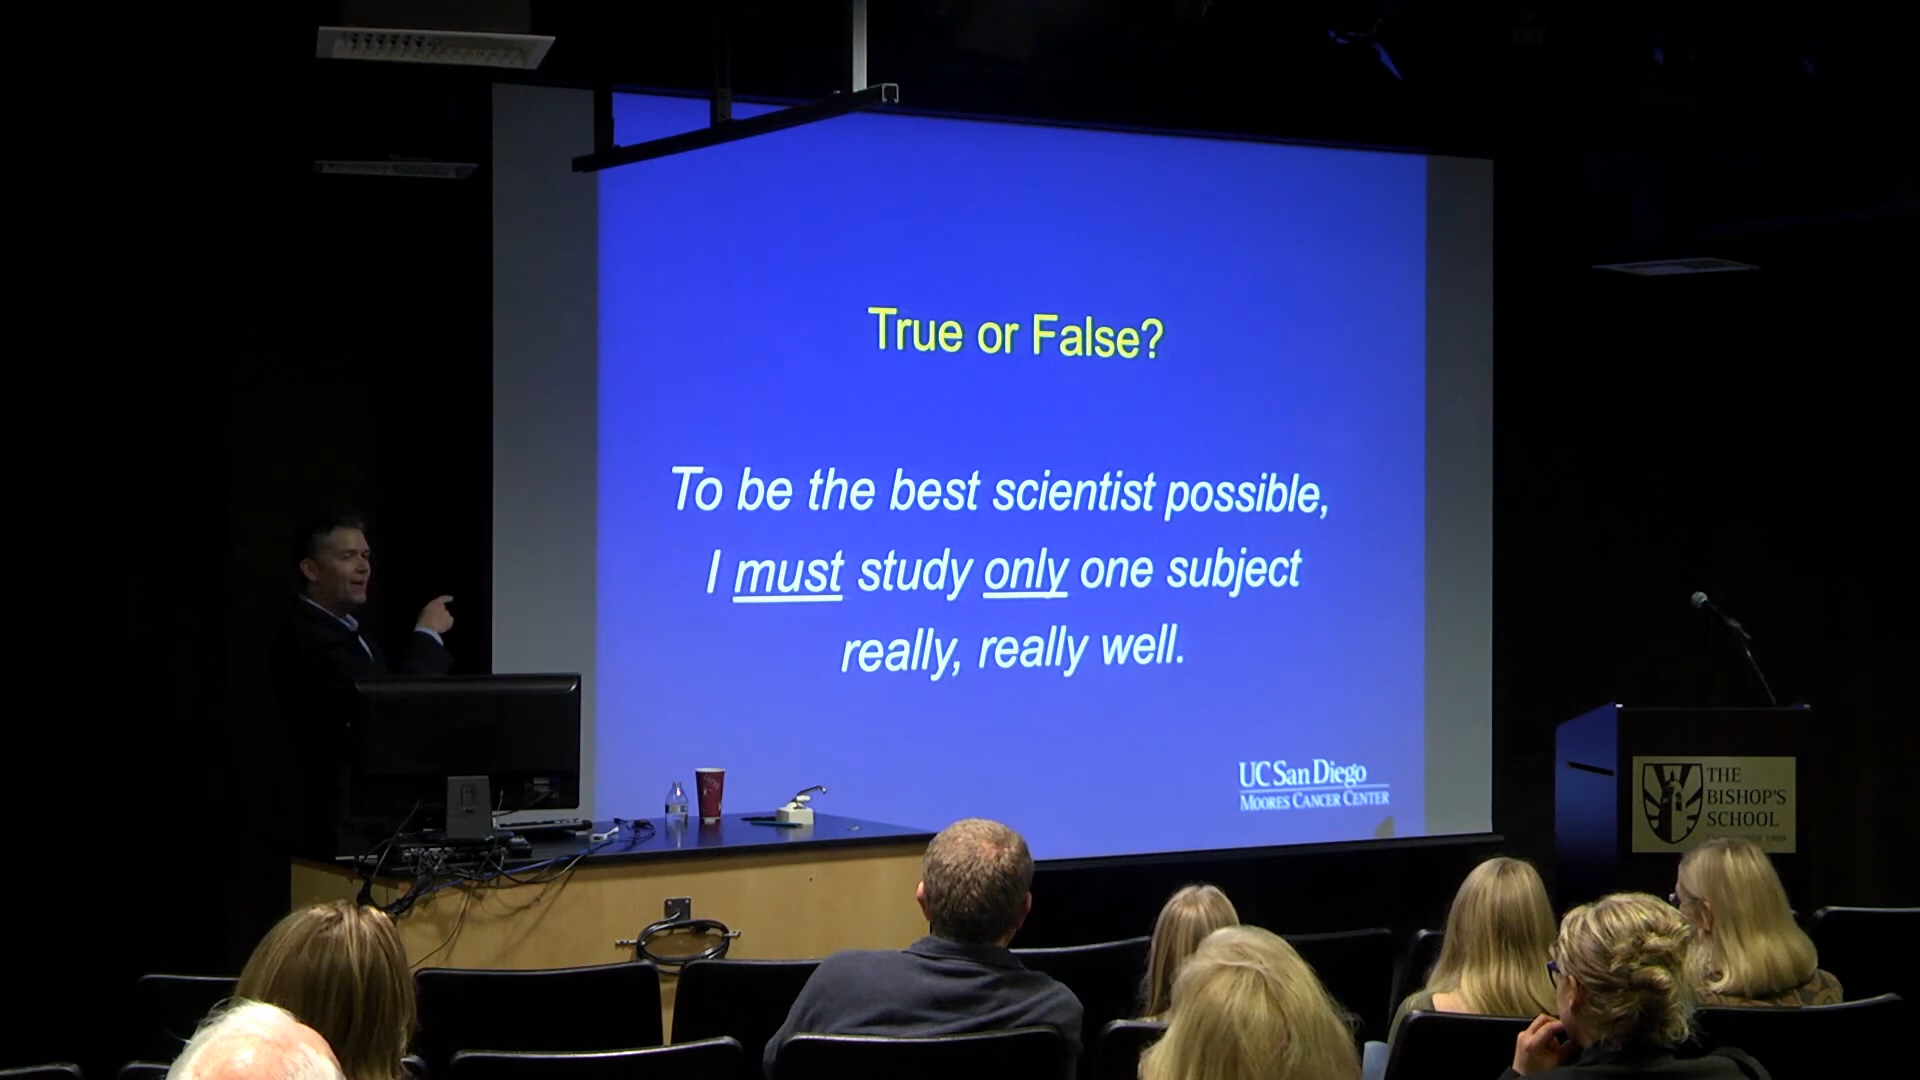 True or False?
To be the best scientist possible,
I must study only one subject
really, really well.
UC San Diego
MOORES CANCER CENTER
THE
BISHOP'S
SCHOOL